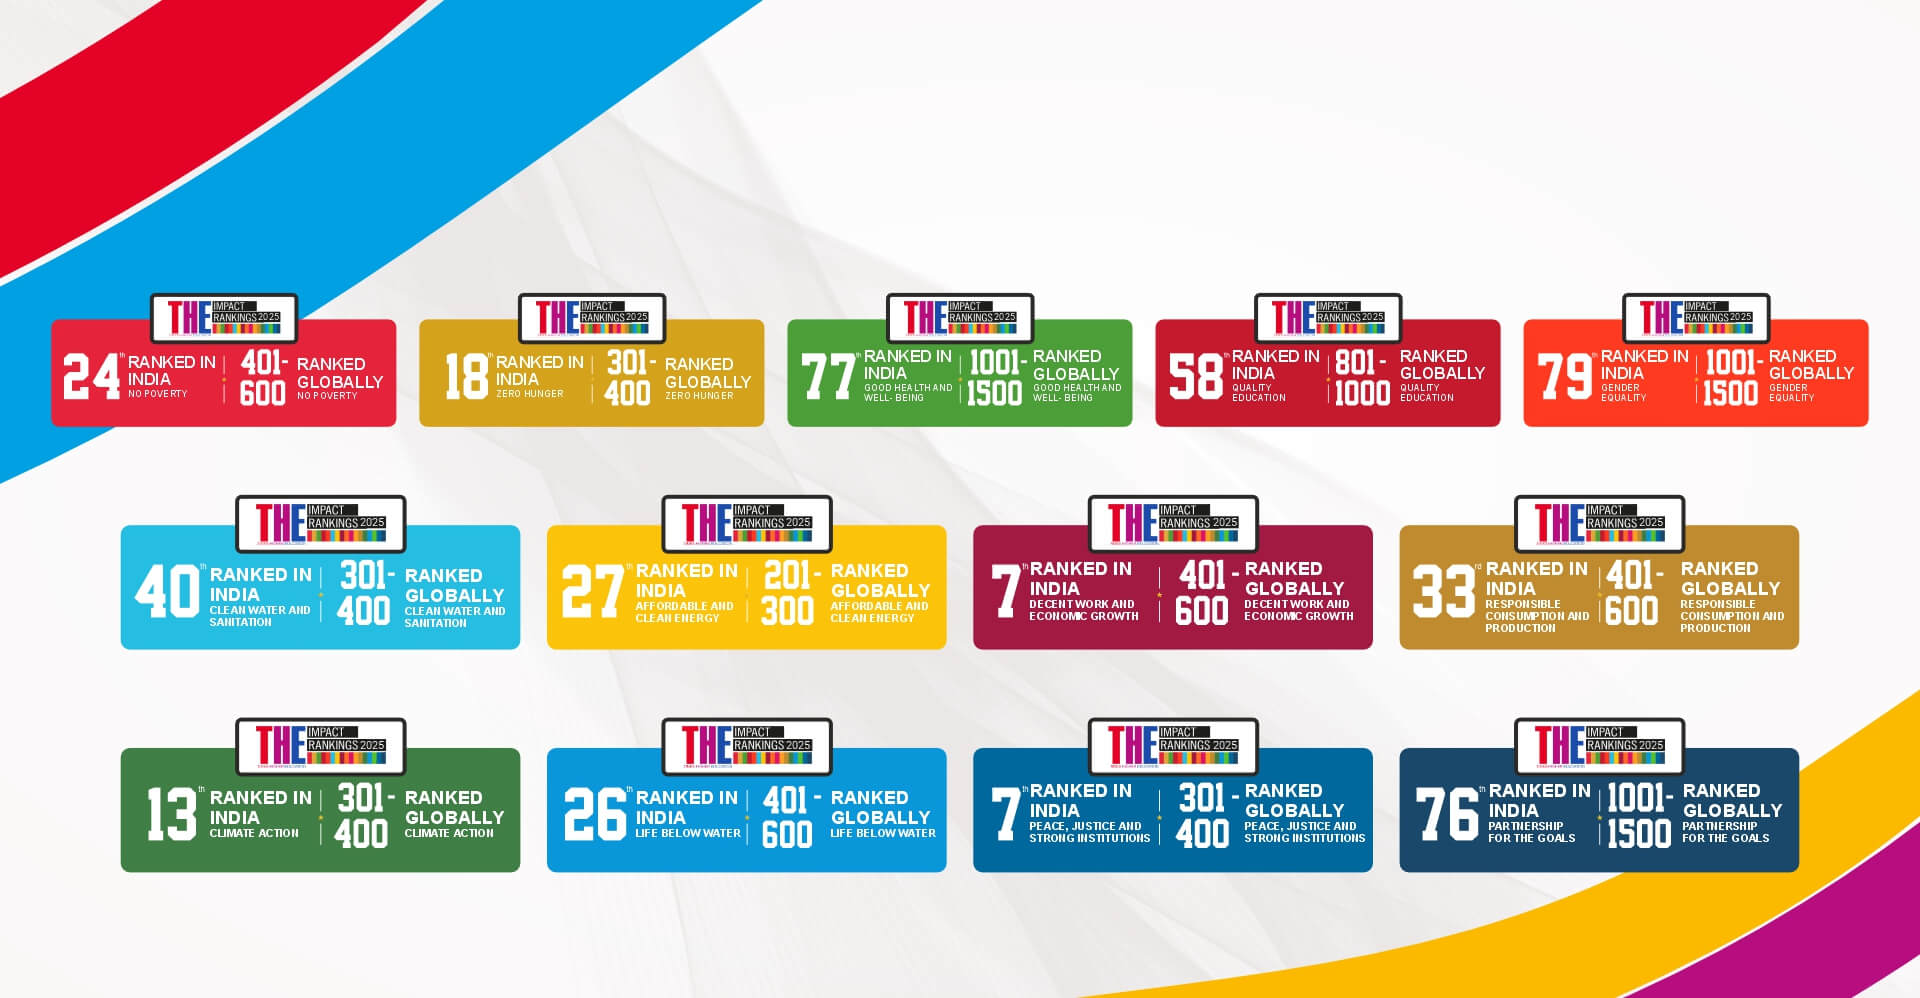 THE IMPACT RANKINGS 2025
24th RANKED IN INDIA
NO POVERTY
401-600 RANKED GLOBALLY
NO POVERTY
THE IMPACT RANKINGS 2025
18th RANKED IN INDIA
ZERO HUNGER
301-400 RANKED GLOBALLY
ZERO HUNGER
THE IMPACT RANKINGS 2025
77th RANKED IN INDIA
GOOD HEALTH AND
WELL- BEING
1001-1500 RANKED GLOBALLY
GOOD HEALTH AND
WELL- BEING
THE IMPACT RANKINGS 2025
58th RANKED IN INDIA
QUALITY
EDUCATION
801-1000 RANKED GLOBALLY
QUALITY
EDUCATION
THE IMPACT RANKINGS 2025
79th RANKED IN INDIA
GENDER
EQUALITY
1001-1500 RANKED GLOBALLY
GENDER
EQUALITY
THE IMPACT RANKINGS 2025
40th RANKED IN INDIA
CLEAN WATER AND
SANITATION
301-400 RANKED GLOBALLY
CLEAN WATER AND
SANITATION
THE IMPACT RANKINGS 2025
27th RANKED IN INDIA
AFFORDABLE AND
CLEAN ENERGY
201-300 RANKED GLOBALLY
AFFORDABLE AND
CLEAN ENERGY
THE IMPACT RANKINGS 2025
7th RANKED IN INDIA
DECENT WORK AND
ECONOMIC GROWTH
401-600 RANKED GLOBALLY
DECENT WORK AND
ECONOMIC GROWTH
THE IMPACT RANKINGS 2025
33rd RANKED IN INDIA
RESPONSIBLE
CONSUMPTION AND
PRODUCTION
401-600 RANKED GLOBALLY
RESPONSIBLE
CONSUMPTION AND
PRODUCTION
THE IMPACT RANKINGS 2025
13th RANKED IN INDIA
CLIMATE ACTION
301-400 RANKED GLOBALLY
CLIMATE ACTION
THE IMPACT RANKINGS 2025
26th RANKED IN INDIA
LIFE BELOW WATER
401-600 RANKED GLOBALLY
LIFE BELOW WATER
THE IMPACT RANKINGS 2025
7th RANKED IN INDIA
PEACE, JUSTICE AND
STRONG INSTITUTIONS
301-400 RANKED GLOBALLY
PEACE, JUSTICE AND
STRONG INSTITUTIONS
THE IMPACT RANKINGS 2025
76th RANKED IN INDIA
PARTNERSHIP
FOR THE GOALS
1001-1500 RANKED GLOBALLY
PARTNERSHIP
FOR THE GOALS